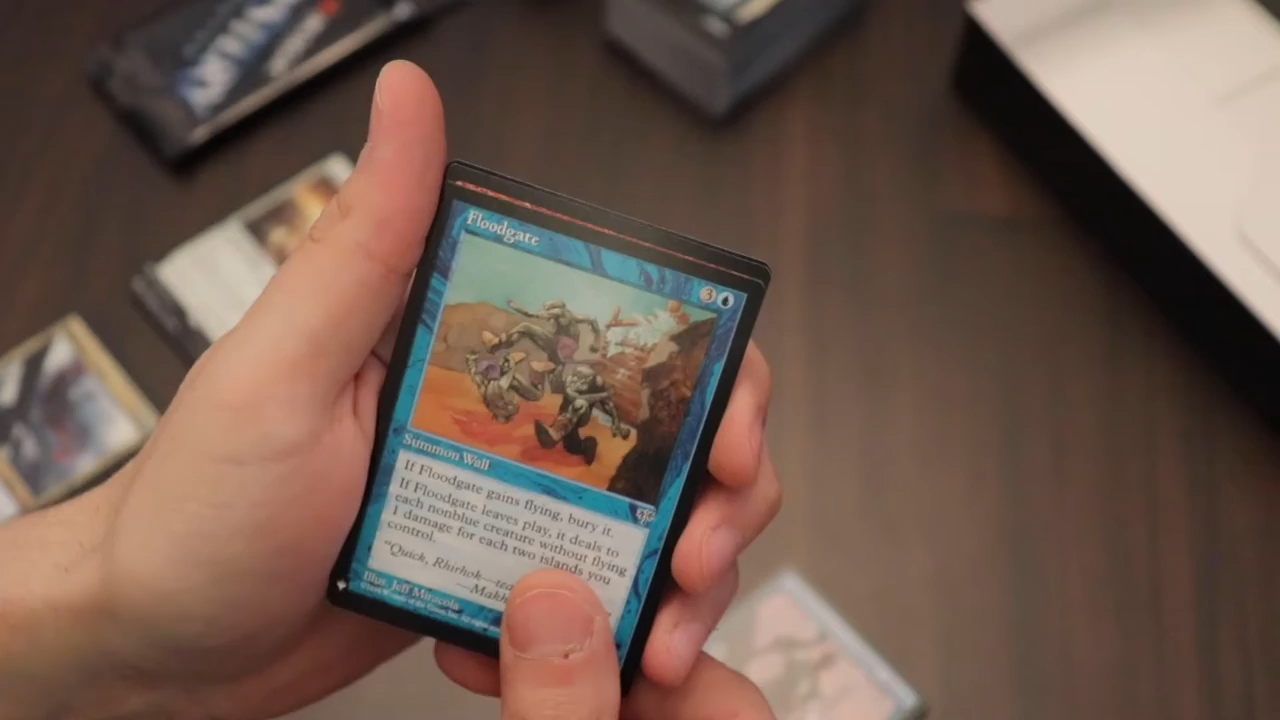 Floodgate
3
Summon Wall
If Floodgate gains flying, bury it.
If Floodgate leaves play, it deals to
each nonblue creature without flying
1 damage for each two islands you
control.
"Quick, Rhirhok—
Illus. Jeff Miracola